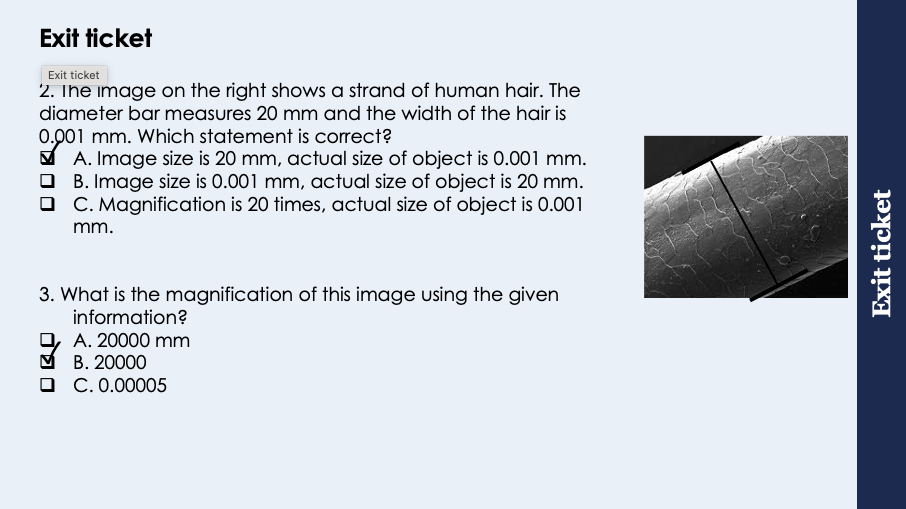 Exit ticket
Exit ticket
2. The image on the right shows a strand of human hair. The
diameter bar measures 20 mm and the width of the hair is
0.001 mm. Which statement is correct?
A. Image size is 20 mm, actual size of object is 0.001 mm.
B. Image size is 0.001 mm, actual size of object is 20 mm.
C. Magnification is 20 times, actual size of object is 0.001
mm.
3. What is the magnification of this image using the given
information?
A. 20000 mm
B. 20000
C. 0.00005
Exit ticket